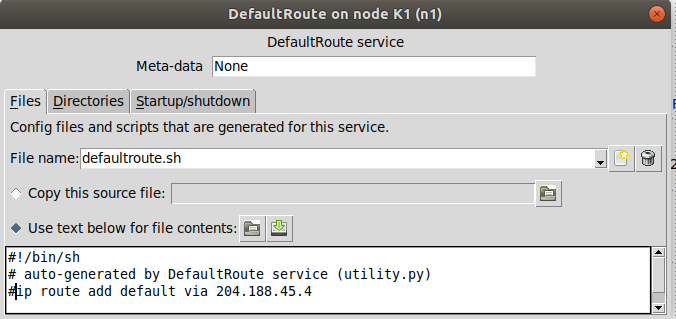 DefaultRoute on node K1 (n1)
DefaultRoute service
Meta-data None
Files Directories Startup/shutdown
Config files and scripts that are generated for this service.
File name: defaultroute.sh
Copy this source file:
Use text below for file contents:
#!/bin/sh
# auto-generated by DefaultRoute service (utility.py)
#ip route add default via 204.188.45.4